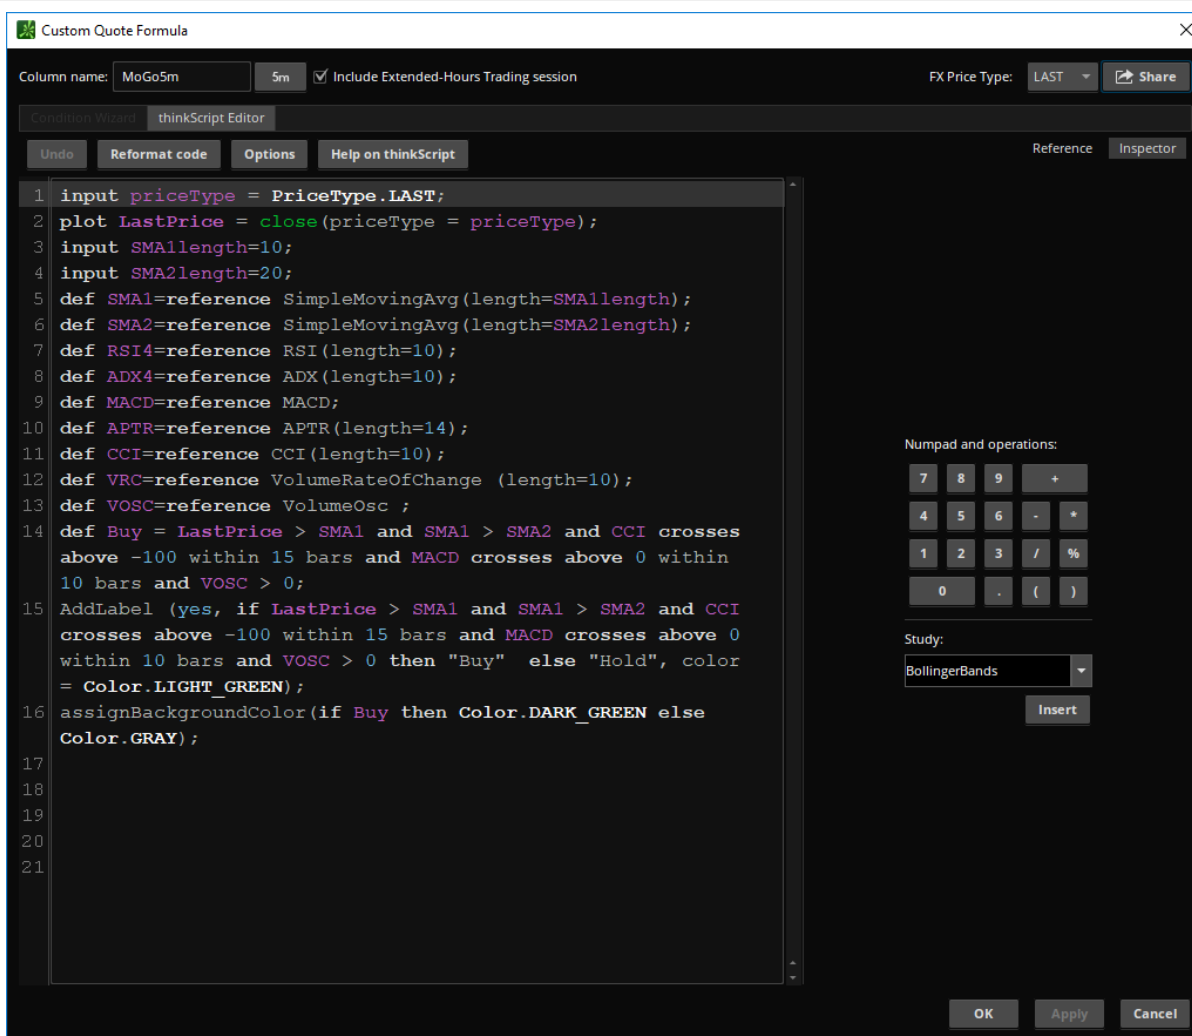 Custom Quote Formula
Column name: MoGo5m 5m Include Extended-Hours Trading session FX Price Type: LAST Share
Condition Wizard thinkScript Editor
Undo Reformat code Options Help on thinkScript Reference Inspector
1 input priceType = PriceType.LAST;
2 plot LastPrice = close(priceType = priceType);
3 input SMA1length=10;
4 input SMA2length=20;
5 def SMA1=reference SimpleMovingAvg(length=SMA1length);
6 def SMA2=reference SimpleMovingAvg(length=SMA2length);
7 def RSI4=reference RSI(length=10);
8 def ADX4=reference ADX(length=10);
9 def MACD=reference MACD;
10 def APTR=reference APTR(length=14);
11 def CCI=reference CCI(length=10);
12 def VRC=reference VolumeRateOfChange (length=10);
13 def VOSC=reference VolumeOsc ;
14 def Buy = LastPrice > SMA1 and SMA1 > SMA2 and CCI crosses
above -100 within 15 bars and MACD crosses above 0 within
10 bars and VOSC > 0;
15 AddLabel (yes, if LastPrice > SMA1 and SMA1 > SMA2 and CCI
crosses above -100 within 15 bars and MACD crosses above 0
within 10 bars and VOSC > 0 then "Buy"  else "Hold", color
= Color.LIGHT_GREEN);
16 assignBackgroundColor(if Buy then Color.DARK_GREEN else
Color.GRAY);
17
18
19
20
21
Numpad and operations:
7 8 9 +
4 5 6 - *
1 2 3 / %
0 . ( )
Study:
BollingerBands
Insert
OK Apply Cancel